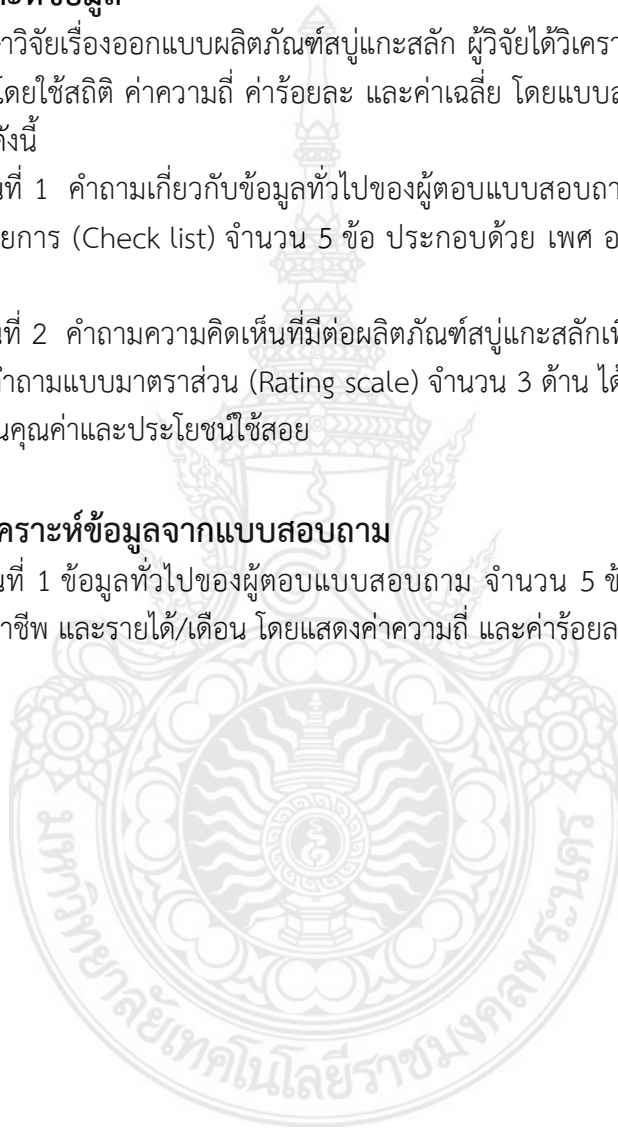 าวิจัยเรื่องออกแบบผลิตภัณฑ์สบู่แกะสลัก ผู้วิจัยได้วิเครา
โดยใช้สถิติ ค่าความถี่ ค่าร้อยละ และค่าเฉลี่ย โดยแบบส
ดังนี้
นที่ 1 คำถามเกี่ยวกับข้อมูลทั่วไปของผู้ตอบแบบสอบถา
ยการ (Check list) จำนวน 5 ข้อ ประกอบด้วย เพศ อ
นที่ 2 คำถามความคิดเห็นที่มีต่อผลิตภัณฑ์สบู่แกะสลักเพื
คำถามแบบมาตราส่วน (Rating scale) จำนวน 3 ด้าน ได้
นคุณค่าและประโยชน์ใช้สอย
เคราะห์ข้อมูลจากแบบสอบถาม
นที่ 1 ข้อมูลทั่วไปของผู้ตอบแบบสอบถาม จำนวน 5 ข้
าชีพ และรายได้/เดือน โดยแสดงค่าความถี่ และค่าร้อยล
มหาวิทยาลัยเทคโนโลยีราชมงคลพระนคร